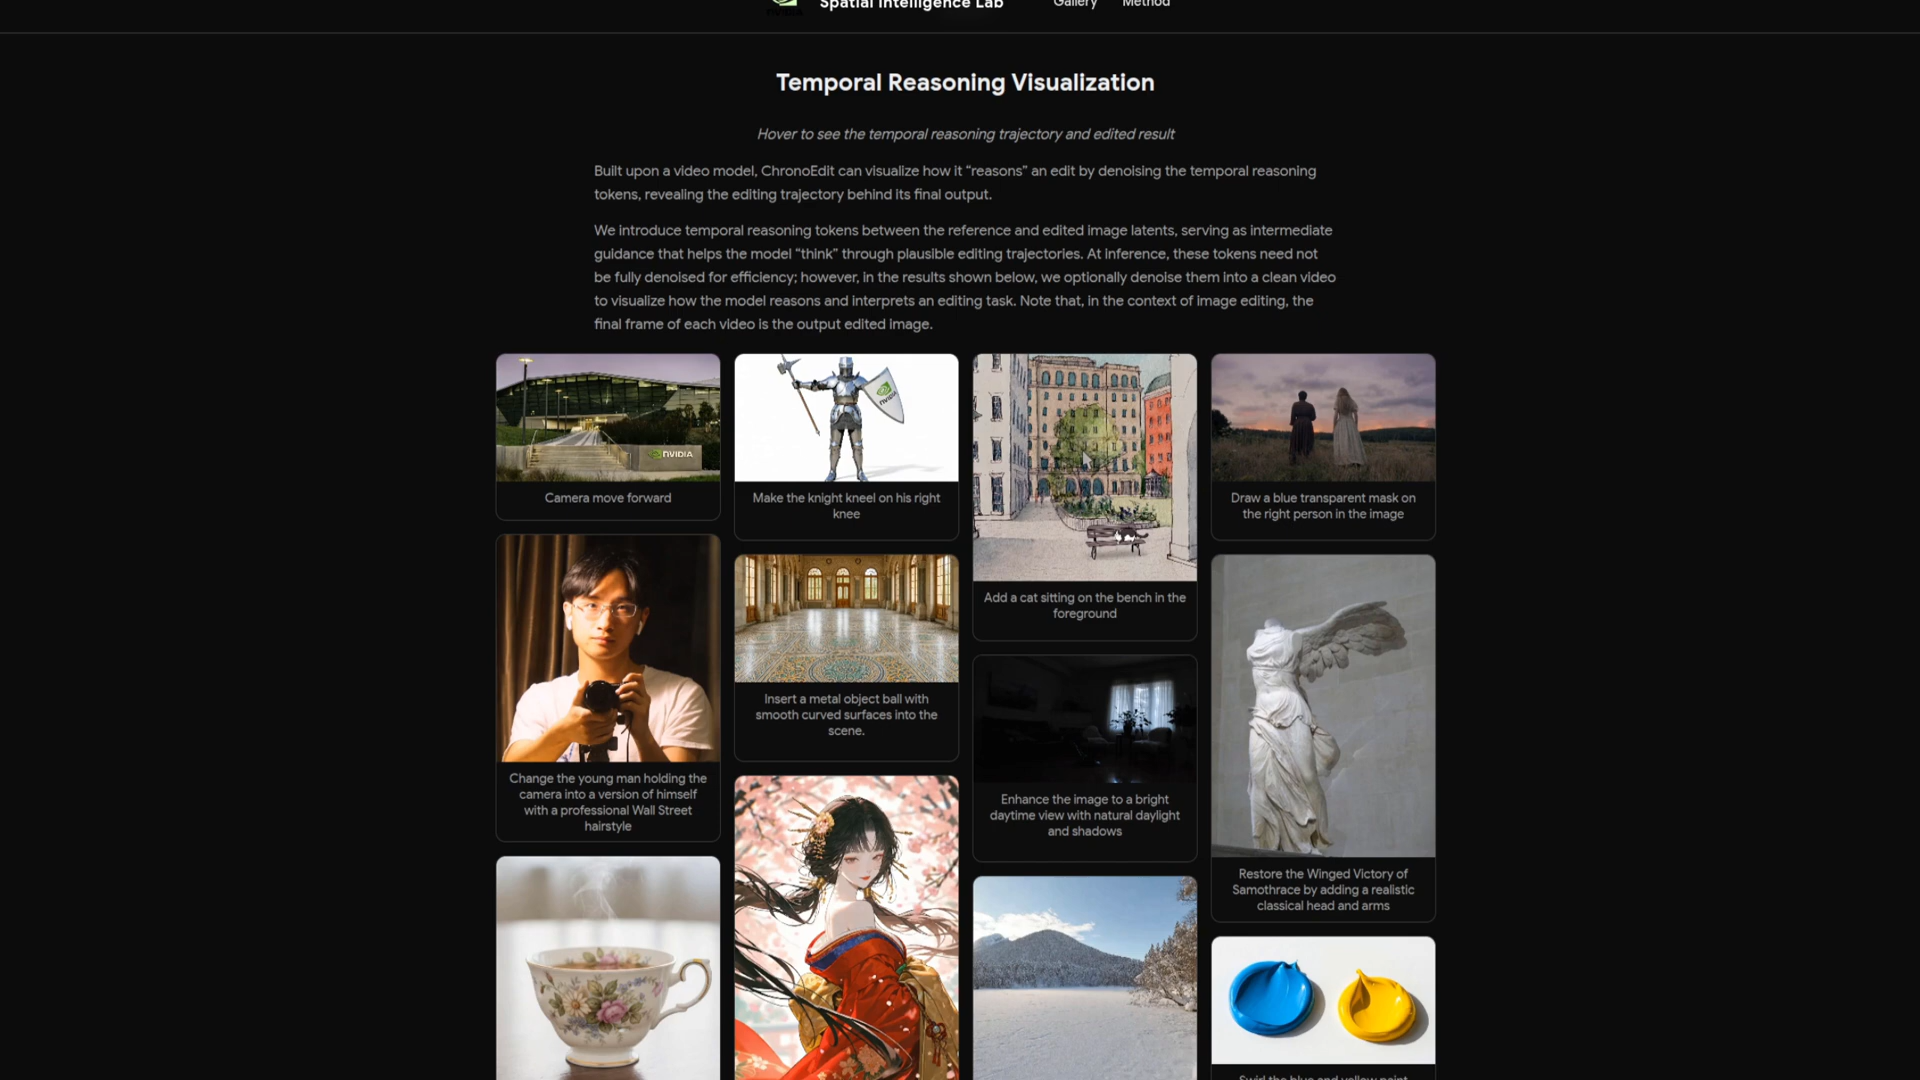 Spatial Intelligence Lab
Gallery
Method
Temporal Reasoning Visualization
Hover to see the temporal reasoning trajectory and edited result
Built upon a video model, ChronoEdit can visualize how it “reasons” an edit by denoising the temporal reasoning
tokens, revealing the editing trajectory behind its final output.
We introduce temporal reasoning tokens between the reference and edited image latents, serving as intermediate
guidance that helps the model “think” through plausible editing trajectories. At inference, these tokens need not
be fully denoised for efficiency; however, in the results shown below, we optionally denoise them into a clean video
to visualize how the model reasons and interprets an editing task. Note that, in the context of image editing, the
final frame of each video is the output edited image.
NVIDIA
Camera move forward
NVIDIA
Make the knight kneel on his right
knee
Add a cat sitting on the bench in the
foreground
Draw a blue transparent mask on
the right person in the image
Change the young man holding the
camera into a version of himself
with a professional Wall Street
hairstyle
Insert a metal object ball with
smooth curved surfaces into the
scene.
Enhance the image to a bright
daytime view with natural daylight
and shadows
Restore the Winged Victory of
Samothrace by adding a realistic
classical head and arms
Swirl the blue and yellow paint